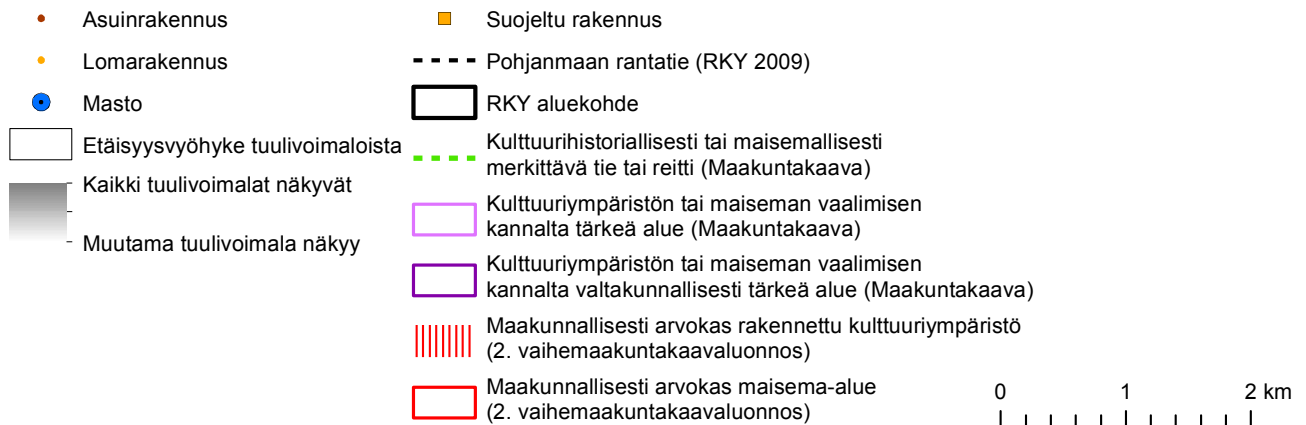 Asuinrakennus
Lomarakennus
Masto
Etäisyysvyöhyke tuulivoimaloista
Kaikki tuulivoimalat näkyvät
Muutama tuulivoimala näkyy
Suojeltu rakennus
Pohjanmaan rantatie (RKY 2009)
RKY aluekohde
Kulttuurihistoriallisesti tai maisemallisesti
merkittävä tie tai reitti (Maakuntakaava)
Kulttuuriympäristön tai maiseman vaalimisen
kannalta tärkeä alue (Maakuntakaava)
Kulttuuriympäristön tai maiseman vaalimisen
kannalta valtakunnallisesti tärkeä alue (Maakuntakaava)
Maakunnallisesti arvokas rakennettu kulttuuriympäristö
(2. vaihemaakuntakaavaluonnos)
Maakunnallisesti arvokas maisema-alue
(2. vaihemaakuntakaavaluonnos)
0 1 2 km